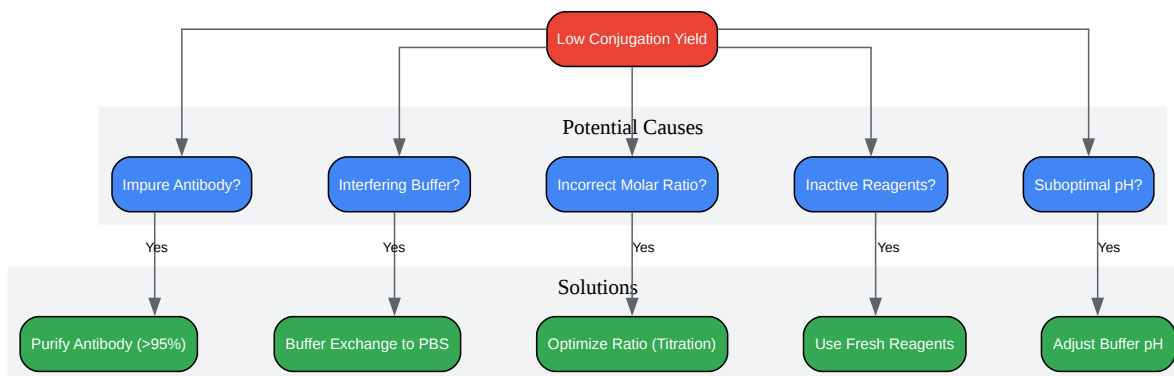 Low Conjugation Yield
Potential Causes
Impure Antibody?
Interfering Buffer?
Incorrect Molar Ratio?
Inactive Reagents?
Suboptimal pH?
Yes
Yes
Yes
Yes
Yes
Solutions
Purify Antibody (>95%)
Buffer Exchange to PBS
Optimize Ratio (Titration)
Use Fresh Reagents
Adjust Buffer pH